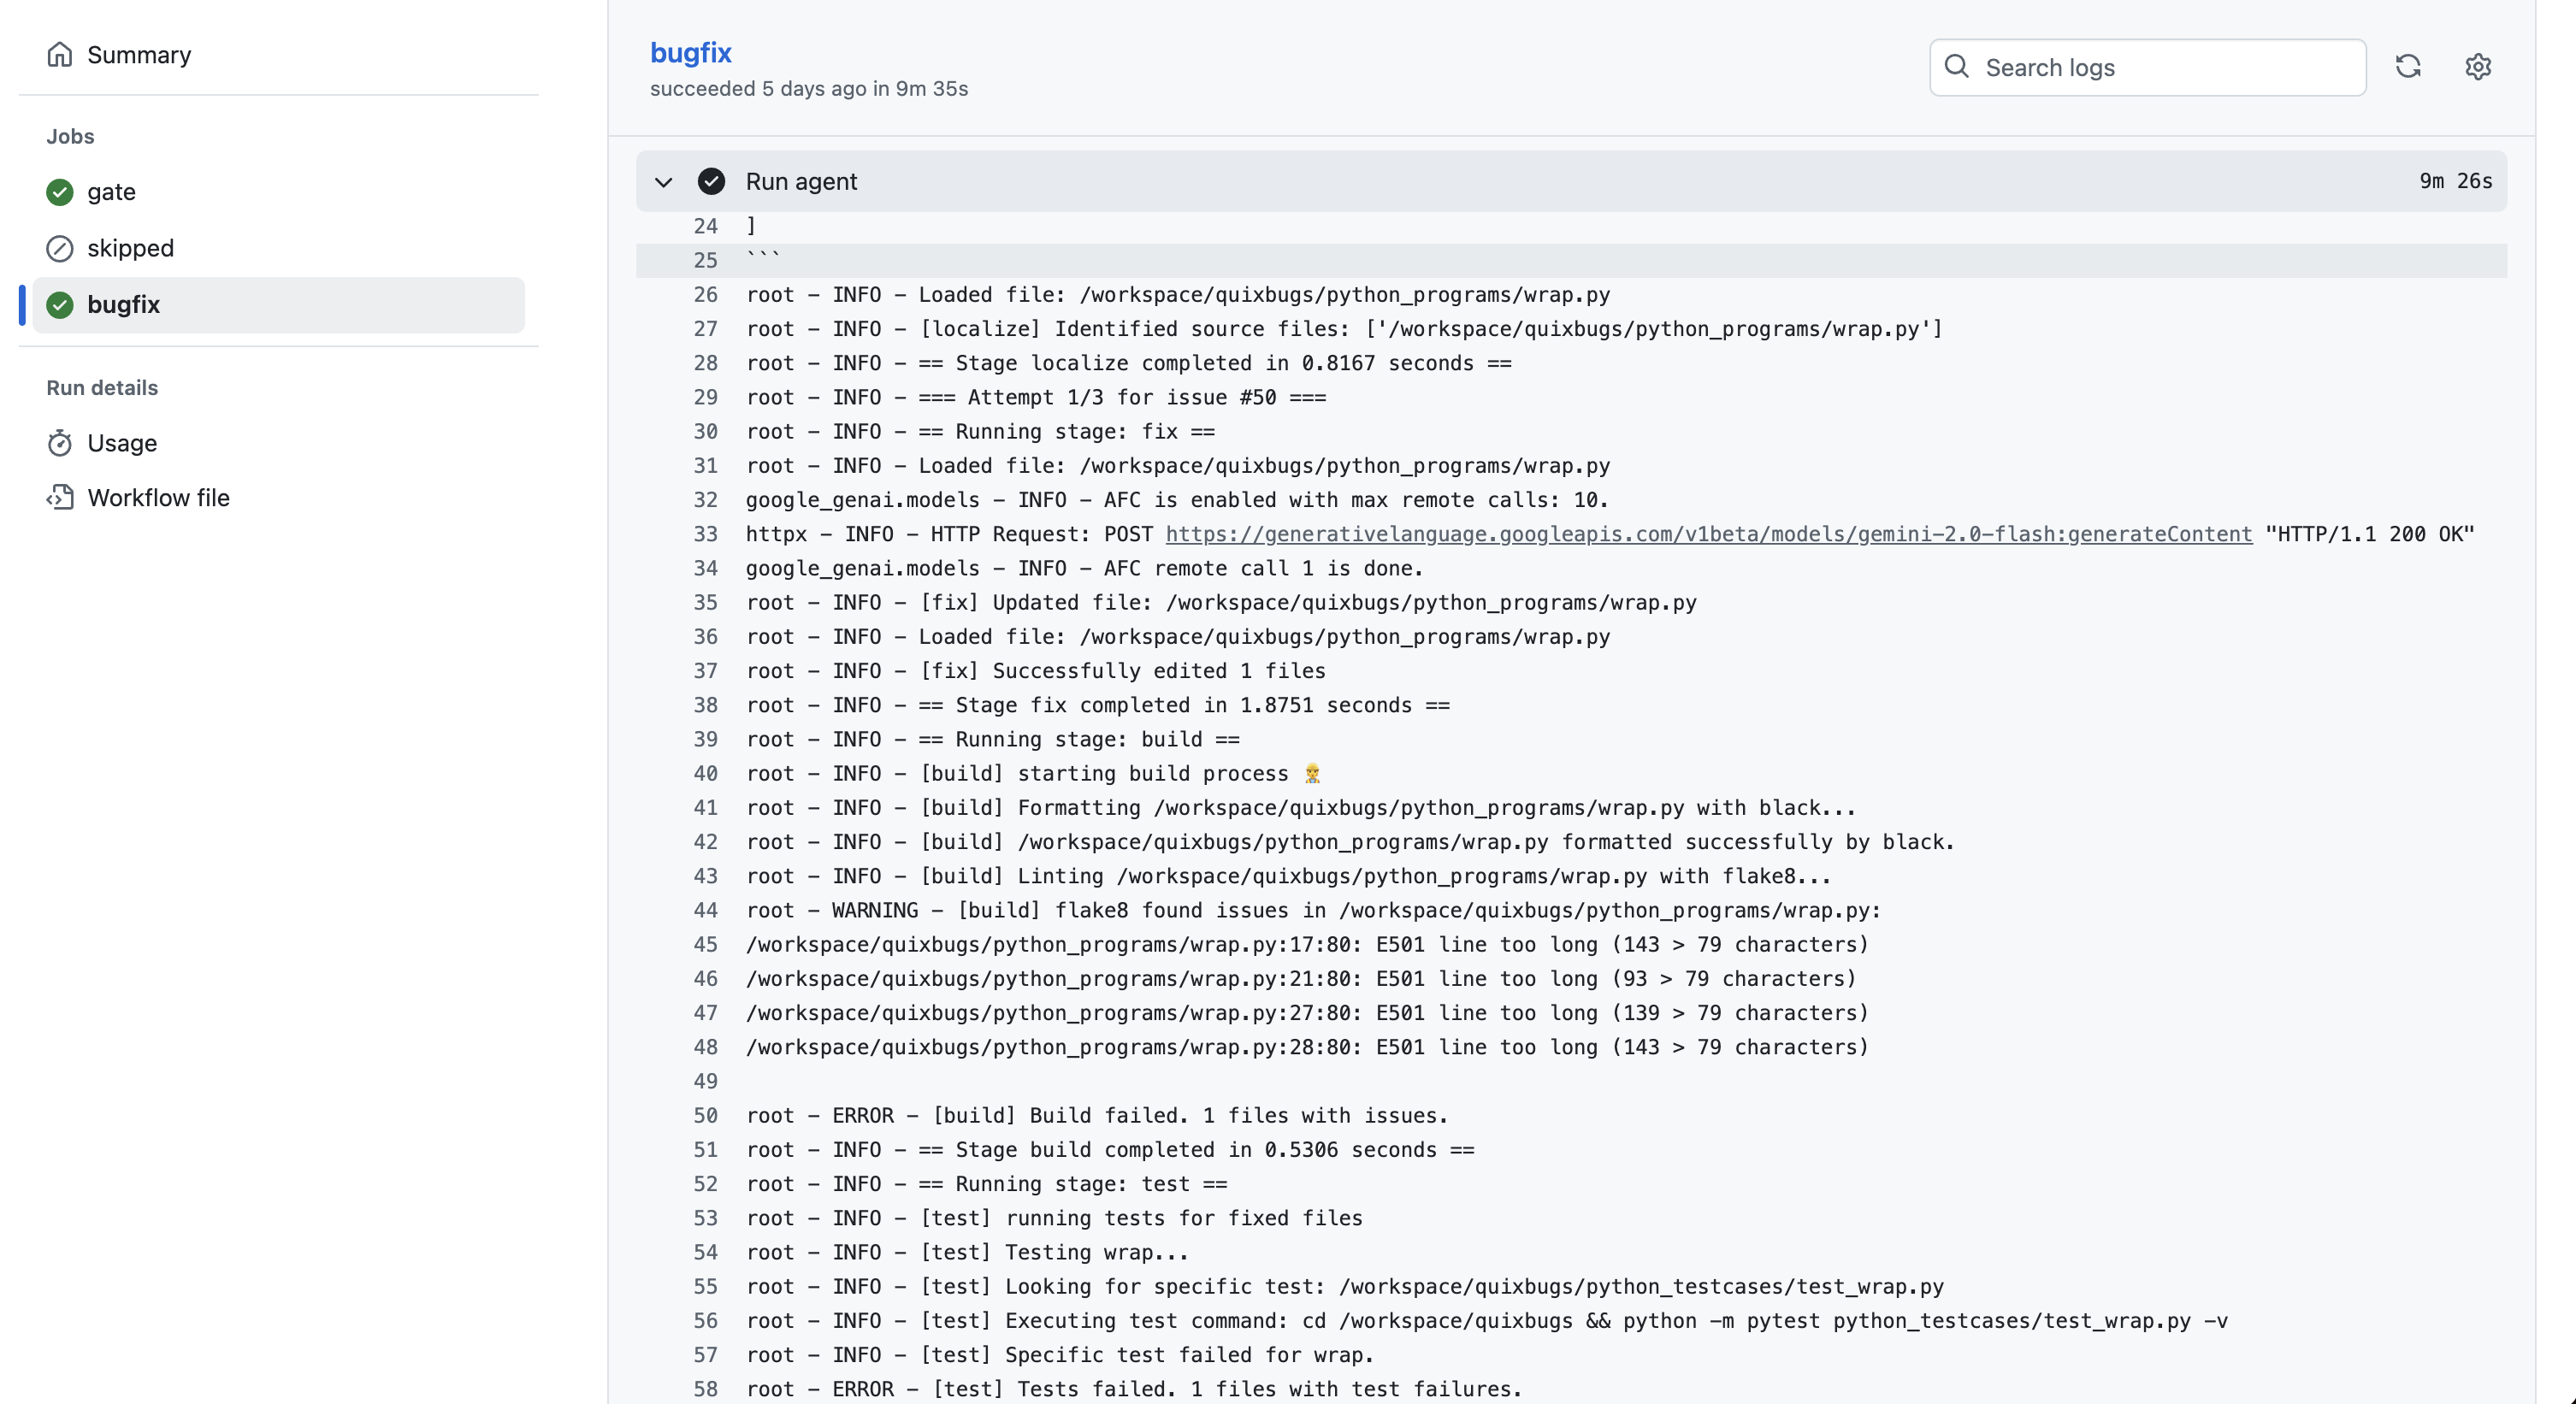 Summary
Jobs
gate
skipped
bugfix
Run details
Usage
Workflow file
bugfix
succeeded 5 days ago in 9m 35s
Search logs
Run agent
9m 26s
24 ]
25 ```
26 root - INFO - Loaded file: /workspace/quixbugs/python_programs/wrap.py
27 root - INFO - [localize] Identified source files: ['/workspace/quixbugs/python_programs/wrap.py']
28 root - INFO - == Stage localize completed in 0.8167 seconds ==
29 root - INFO - === Attempt 1/3 for issue #50 ===
30 root - INFO - == Running stage: fix ==
31 root - INFO - Loaded file: /workspace/quixbugs/python_programs/wrap.py
32 google_genai.models - INFO - AFC is enabled with max remote calls: 10.
33 httpx - INFO - HTTP Request: POST https://generativelanguage.googleapis.com/v1beta/models/gemini-2.0-flash:generateContent "HTTP/1.1 200 OK"
34 google_genai.models - INFO - AFC remote call 1 is done.
35 root - INFO - [fix] Updated file: /workspace/quixbugs/python_programs/wrap.py
36 root - INFO - Loaded file: /workspace/quixbugs/python_programs/wrap.py
37 root - INFO - [fix] Successfully edited 1 files
38 root - INFO - == Stage fix completed in 1.8751 seconds ==
39 root - INFO - == Running stage: build ==
40 root - INFO - [build] starting build process 👷
41 root - INFO - [build] Formatting /workspace/quixbugs/python_programs/wrap.py with black...
42 root - INFO - [build] /workspace/quixbugs/python_programs/wrap.py formatted successfully by black.
43 root - INFO - [build] Linting /workspace/quixbugs/python_programs/wrap.py with flake8...
44 root - WARNING - [build] flake8 found issues in /workspace/quixbugs/python_programs/wrap.py:
45 /workspace/quixbugs/python_programs/wrap.py:17:80: E501 line too long (143 > 79 characters)
46 /workspace/quixbugs/python_programs/wrap.py:21:80: E501 line too long (93 > 79 characters)
47 /workspace/quixbugs/python_programs/wrap.py:27:80: E501 line too long (139 > 79 characters)
48 /workspace/quixbugs/python_programs/wrap.py:28:80: E501 line too long (143 > 79 characters)
49
50 root - ERROR - [build] Build failed. 1 files with issues.
51 root - INFO - == Stage build completed in 0.5306 seconds ==
52 root - INFO - == Running stage: test ==
53 root - INFO - [test] running tests for fixed files
54 root - INFO - [test] Testing wrap...
55 root - INFO - [test] Looking for specific test: /workspace/quixbugs/python_testcases/test_wrap.py
56 root - INFO - [test] Executing test command: cd /workspace/quixbugs && python -m pytest python_testcases/test_wrap.py -v
57 root - INFO - [test] Specific test failed for wrap.
58 root - ERROR - [test] Tests failed. 1 files with test failures.